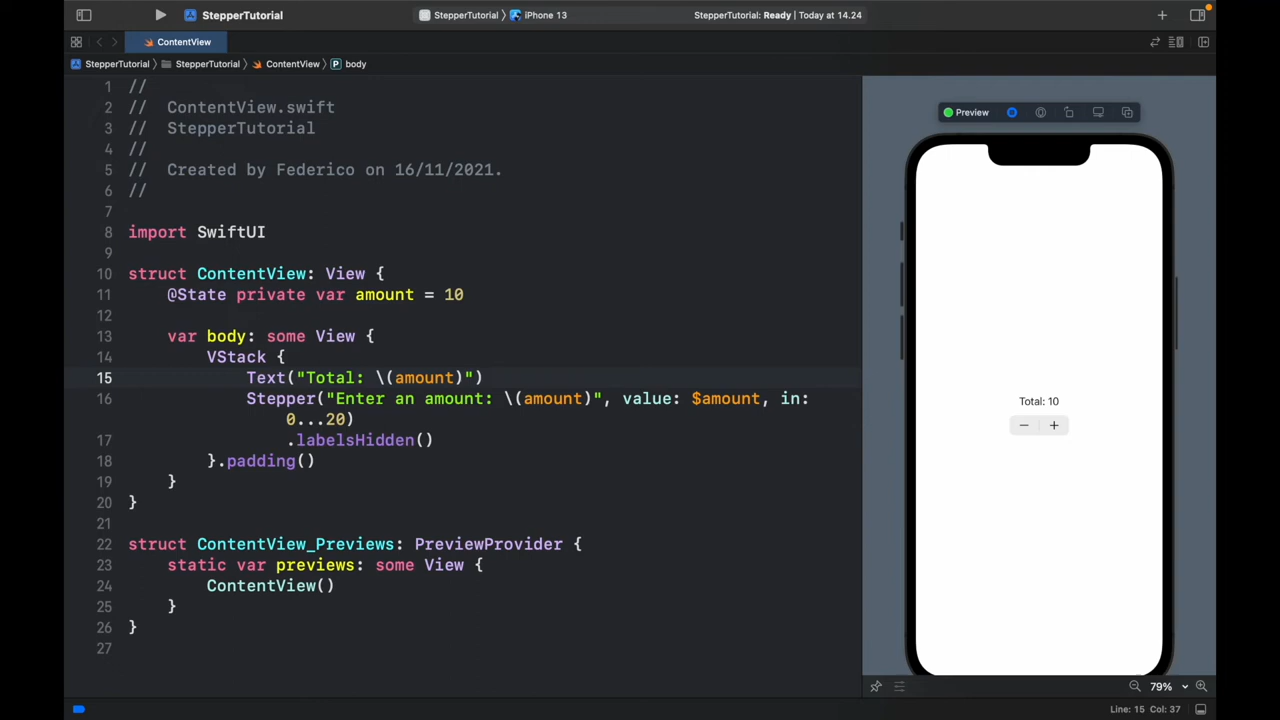 StepperTutorial
StepperTutorial 〉 iPhone 13
StepperTutorial: Ready | Today at 14.24
ContentView
StepperTutorial 〉 StepperTutorial 〉 ContentView 〉 P body
1 //
2 //  ContentView.swift
3 //  StepperTutorial
4 //
5 //  Created by Federico on 16/11/2021.
6 //
7
8 import SwiftUI
9
10 struct ContentView: View {
11     @State private var amount = 10
12
13     var body: some View {
14         VStack {
15             Text("Total: \(amount)")
16             Stepper("Enter an amount: \(amount)", value: $amount, in:
0...20)
17                 .labelsHidden()
18         }.padding()
19     }
20 }
21
22 struct ContentView_Previews: PreviewProvider {
23     static var previews: some View {
24         ContentView()
25     }
26 }
27
Preview
Total: 10
− +
79%
Line: 15 Col: 37